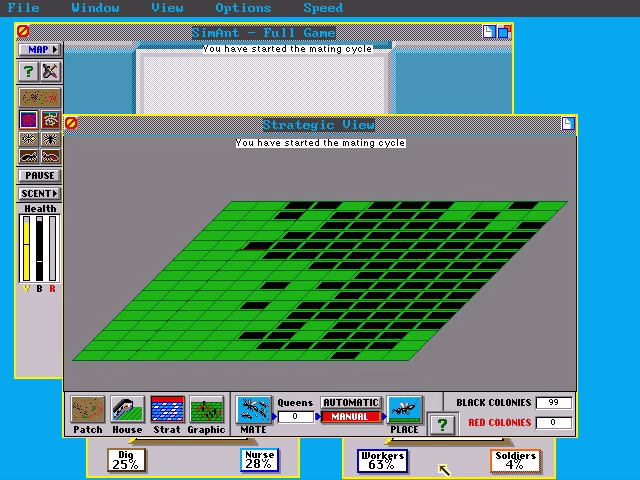 File Window View Options Speed
SimAnt - Full Game
You have started the mating cycle
MAP
?
Strategic View
You have started the mating cycle
PAUSE
SCENT
Health
Y B R
Patch House Strat Graphic
MATE
Queens
0
AUTOMATIC
MANUAL
PLACE
?
BLACK COLONIES 99
RED COLONIES 0
Dig
25%
Nurse
28%
Workers
63%
Soldiers
4%